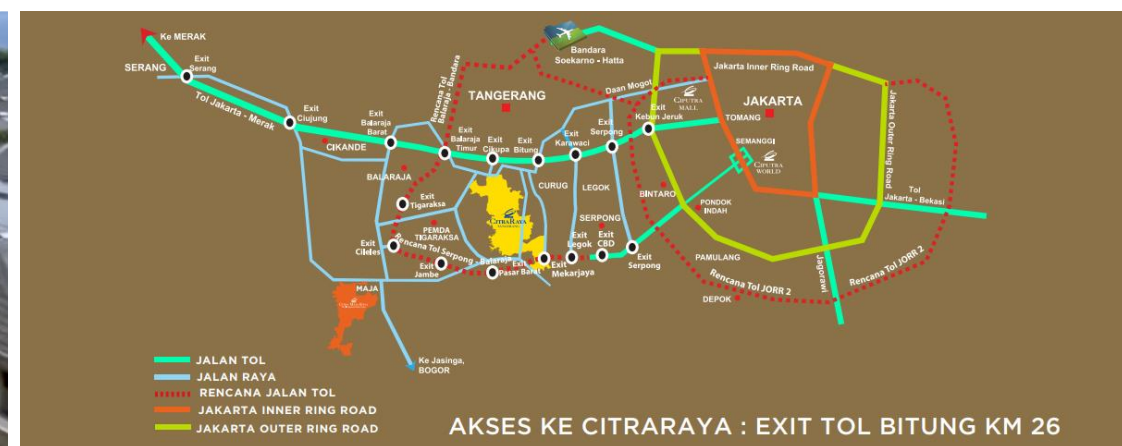 Ke MERAK
SERANG
Exit
Serang
Tol Jakarta - Merak
Exit
Ciujung
CIKANDE
Exit
Balaraja
Barat
BALARAJA
Rencana Tol
Balaraja - Bandara
Exit
Balaraja
Timur
Exit
Cikupa
Exit
Bitung
TANGERANG
Bandara
Soekarno - Hatta
Daan Mogot
Exit
Karawaci
Exit
Serpong
Exit
Kebun Jeruk
CIPUTRA
MALL
Jakarta Inner Ring Road
JAKARTA
TOMANG
SEMANGGI
CIPUTRA
WORLD
Jakarta Outer Ring Road
Tol
Jakarta - Bekasi
Exit
Tigaraksa
PEMDA
TIGARAKSA
CITRARAYA
CURUG
LEGOK
SERPONG
BINTARO
PONDOK
INDAH
PAMULANG
Exit
Cileles
Rencana Tol Serpong - Balaraja
Exit
Jambe
Exit
Pasar Barat
Exit
Mekarjaya
Exit
Legok
Exit
CBD
Exit
Serpong
Rencana Tol JORR 2
DEPOK
Jagorawi
Rencana Tol JORR 2
MAJA
Ke Jasinga,
BOGOR
JALAN TOL
JALAN RAYA
RENCANA JALAN TOL
JAKARTA INNER RING ROAD
JAKARTA OUTER RING ROAD
AKSES KE CITRARAYA : EXIT TOL BITUNG KM 26